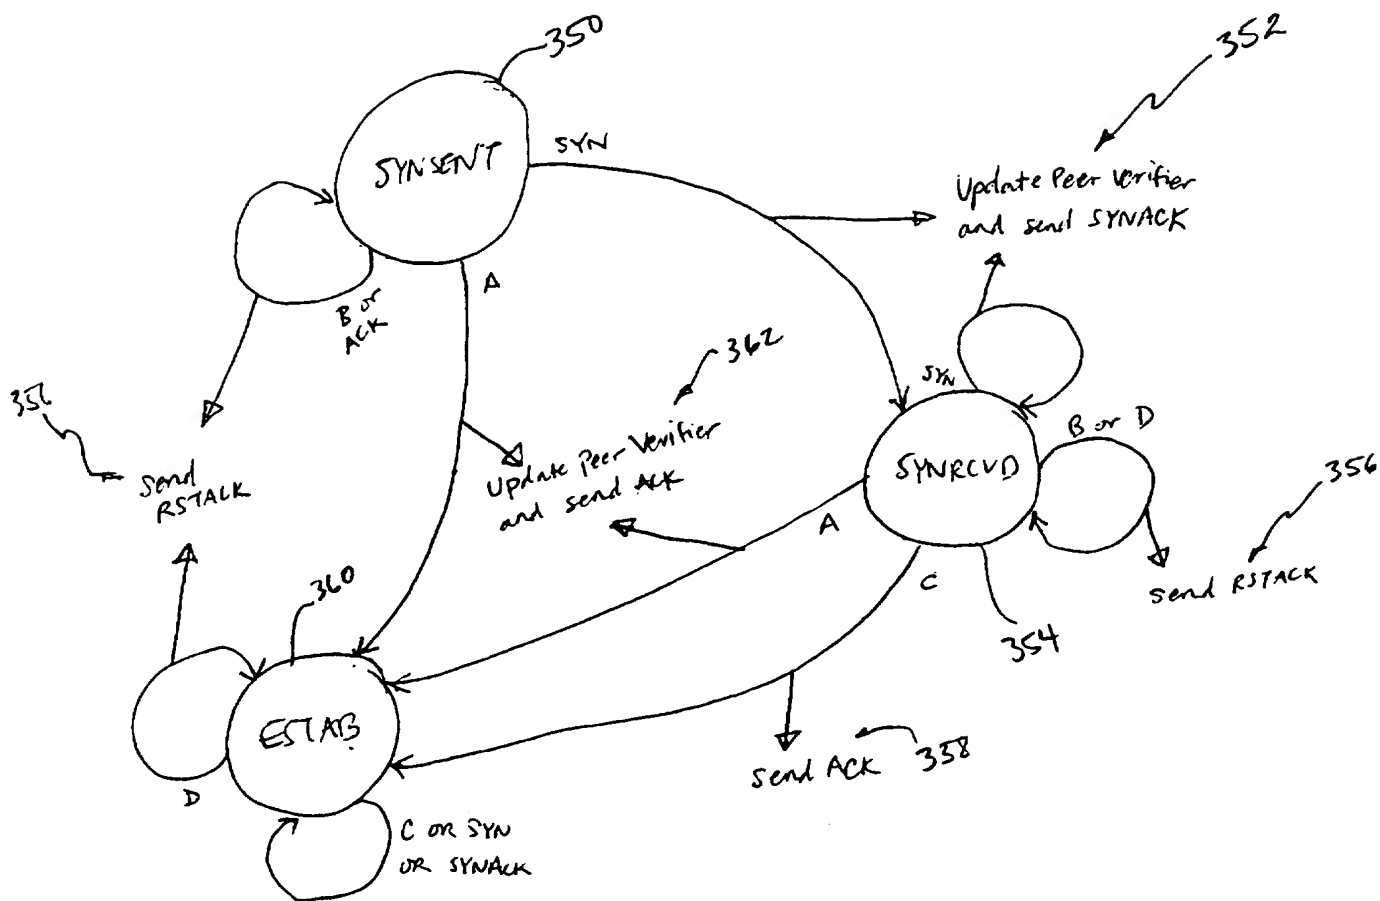 350
352
SYN
SYNSENT
Update Peer Verifier
and send SYNACK
A
B or
ACK
362
356
SYN
B or D
Update Peer Verifier
and send ACK
SYNRCVD
356
send
RSTACK
A
C
send RSTACK
360
354
ESTAB
send ACK
358
D
C OR SYN
OR SYNACK